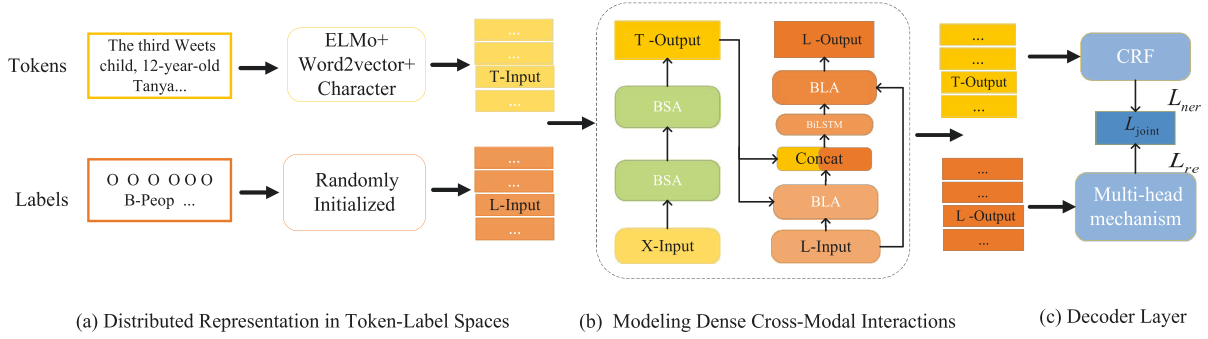 Tokens
The third Weets
child, 12-year-old
Tanya...
ELMo+
Word2vector+
Character
...
...
T-Input
...
Labels
O O O O O O
B-Peop ...
Randomly
Initialized
...
...
L-Input
...
T -Output
BSA
BSA
X-Input
L -Output
BLA
BiLSTM
Concat
BLA
L-Input
...
...
T-Output
...
...
...
L -Output
...
CRF
L_ner
L_joint
L_re
Multi-head
mechanism
(a) Distributed Representation in Token-Label Spaces
(b) Modeling Dense Cross-Modal Interactions
(c) Decoder Layer